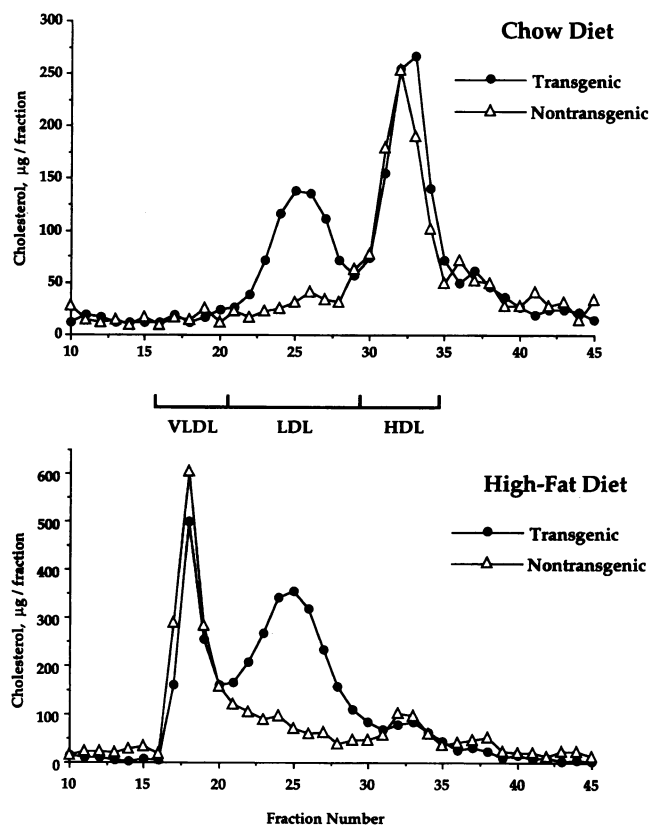 Chow Diet
Transgenic
Nontransgenic
Cholesterol, µg / fraction
300
250
200
150
100
50
0
10 15 20 25 30 35 40 45
VLDL LDL HDL
High-Fat Diet
Transgenic
Nontransgenic
Cholesterol, µg / fraction
600
500
400
300
200
100
0
10 15 20 25 30 35 40 45
Fraction Number